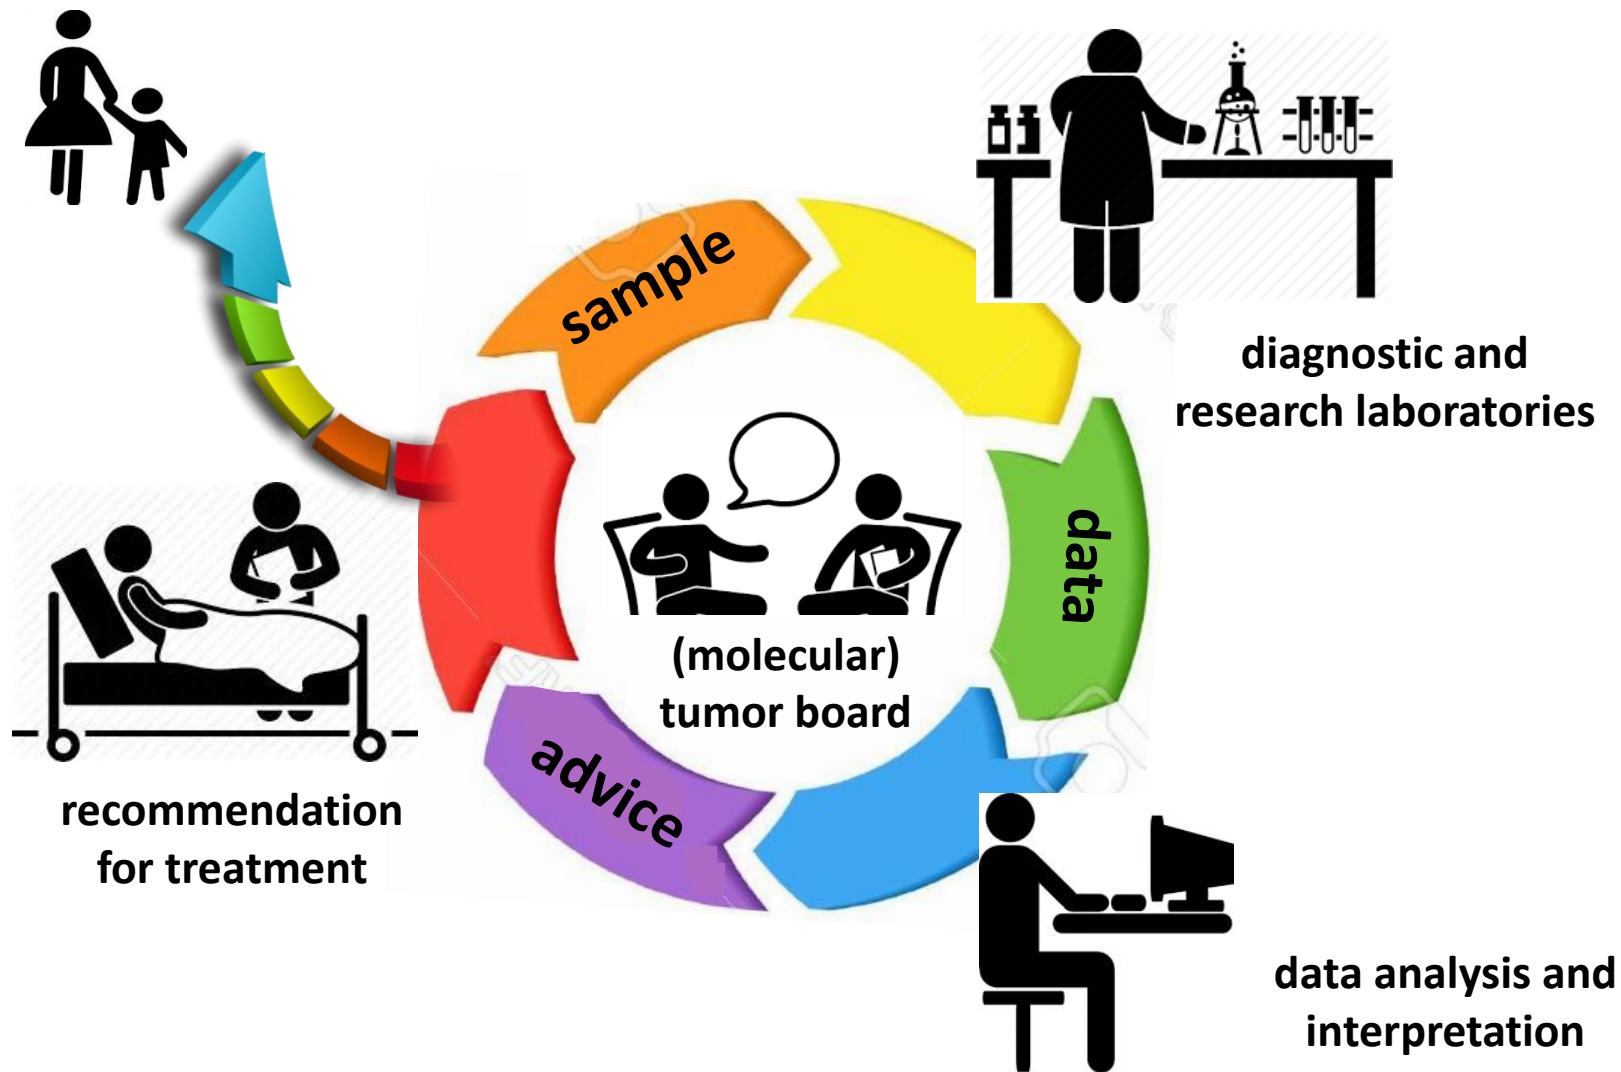 sample
diagnostic and
research laboratories
data
(molecular)
tumor board
advice
recommendation
for treatment
data analysis and
interpretation